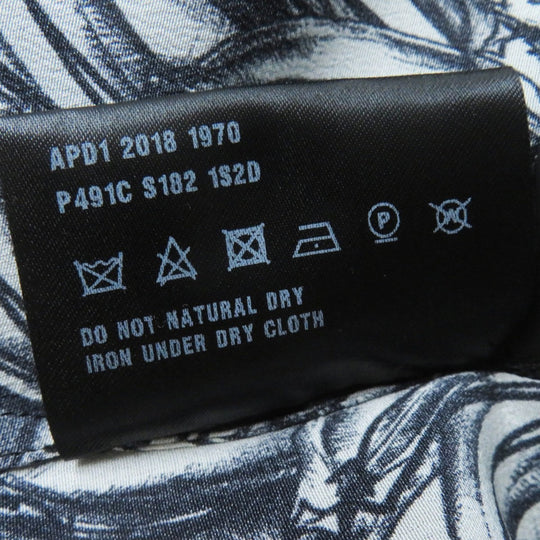 APD1 2018 1970
P491C S182 1S2D
P
DO NOT NATURAL DRY
IRON UNDER DRY CLOTH